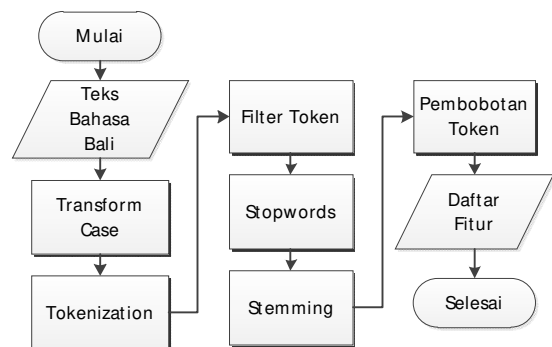 Mulai
Teks
Bahasa
Bali
Transform
Case
Tokenization
Filter Token
Stopwords
Stemming
Pembobotan
Token
Daftar
Fitur
Selesai